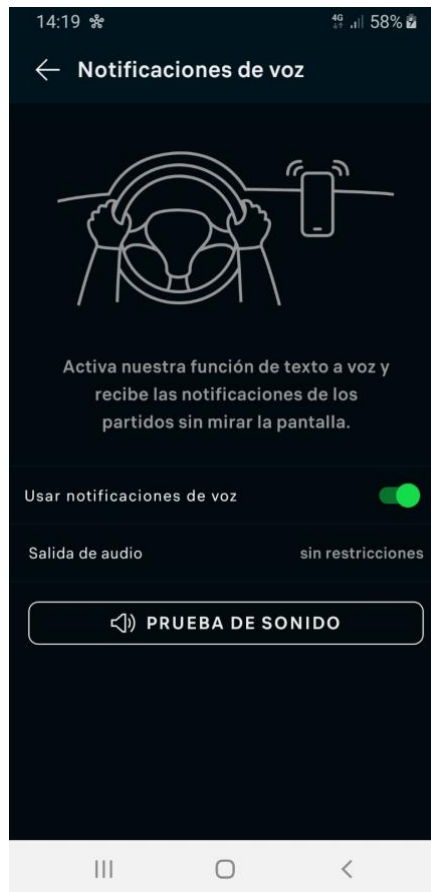 14:19 4G 58%
Notificaciones de voz
Activa nuestra función de texto a voz y
recibe las notificaciones de los
partidos sin mirar la pantalla.
Usar notificaciones de voz
Salida de audio sin restricciones
PRUEBA DE SONIDO